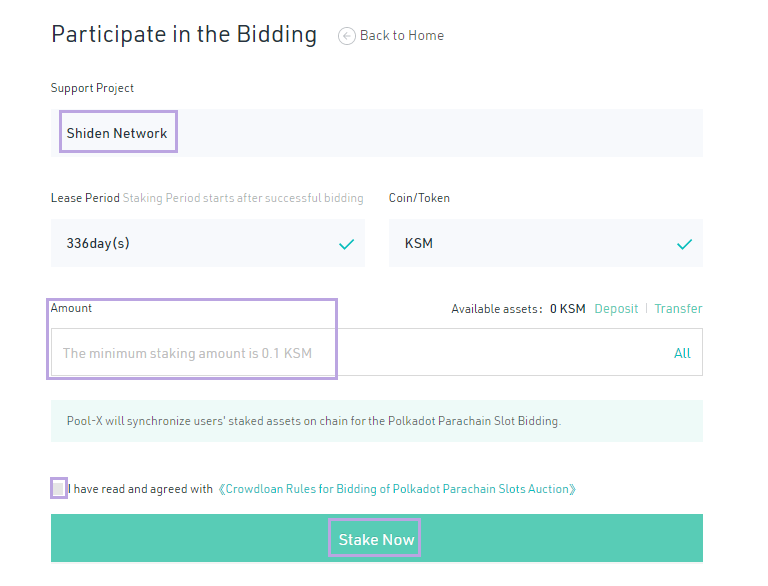 Participate in the Bidding Back to Home
Support Project
Shiden Network
Lease Period Staking Period starts after successful bidding Coin/Token
336day(s) KSM
Amount Available assets: 0 KSM Deposit | Transfer
The minimum staking amount is 0.1 KSM All
Pool-X will synchronize users' staked assets on chain for the Polkadot Parachain Slot Bidding.
I have read and agreed with 《Crowdloan Rules for Bidding of Polkadot Parachain Slots Auction》
Stake Now